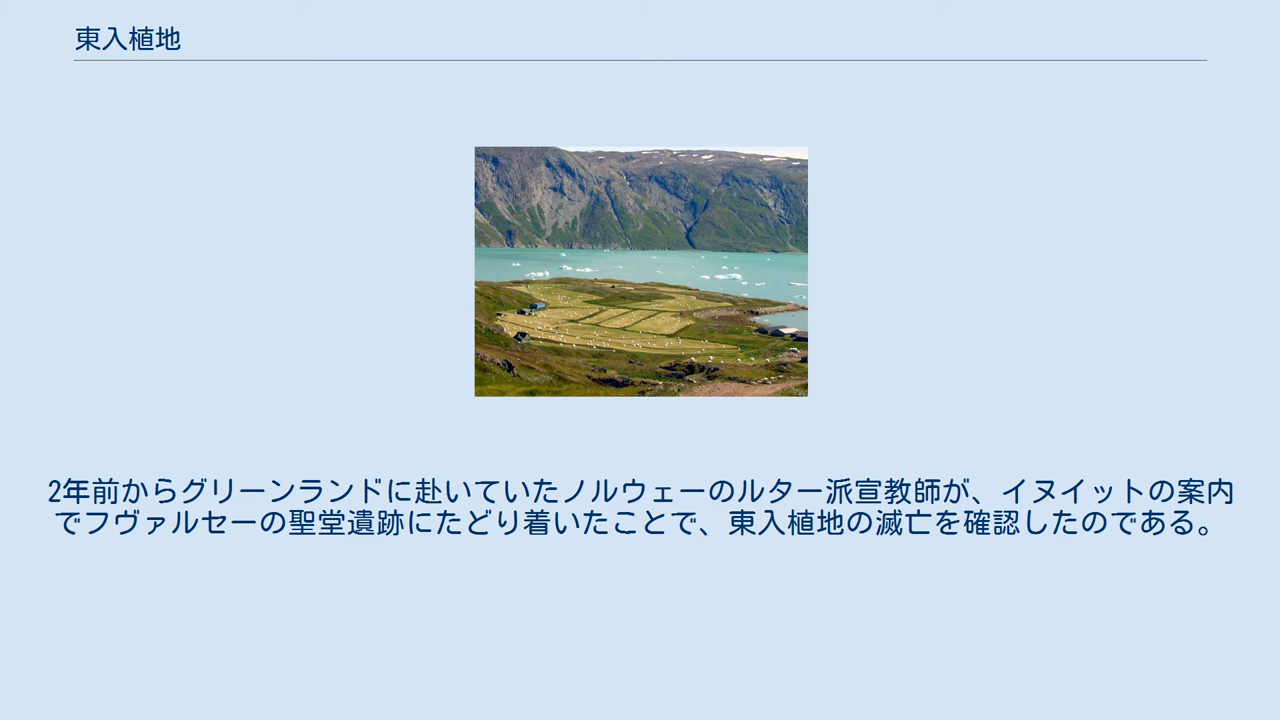 東入植地
2年前からグリーンランドに赴いていたノルウェーのルター派宣教師が、イヌイットの案内
でフヴァルセーの聖堂遺跡にたどり着いたことで、東入植地の滅亡を確認したのである。